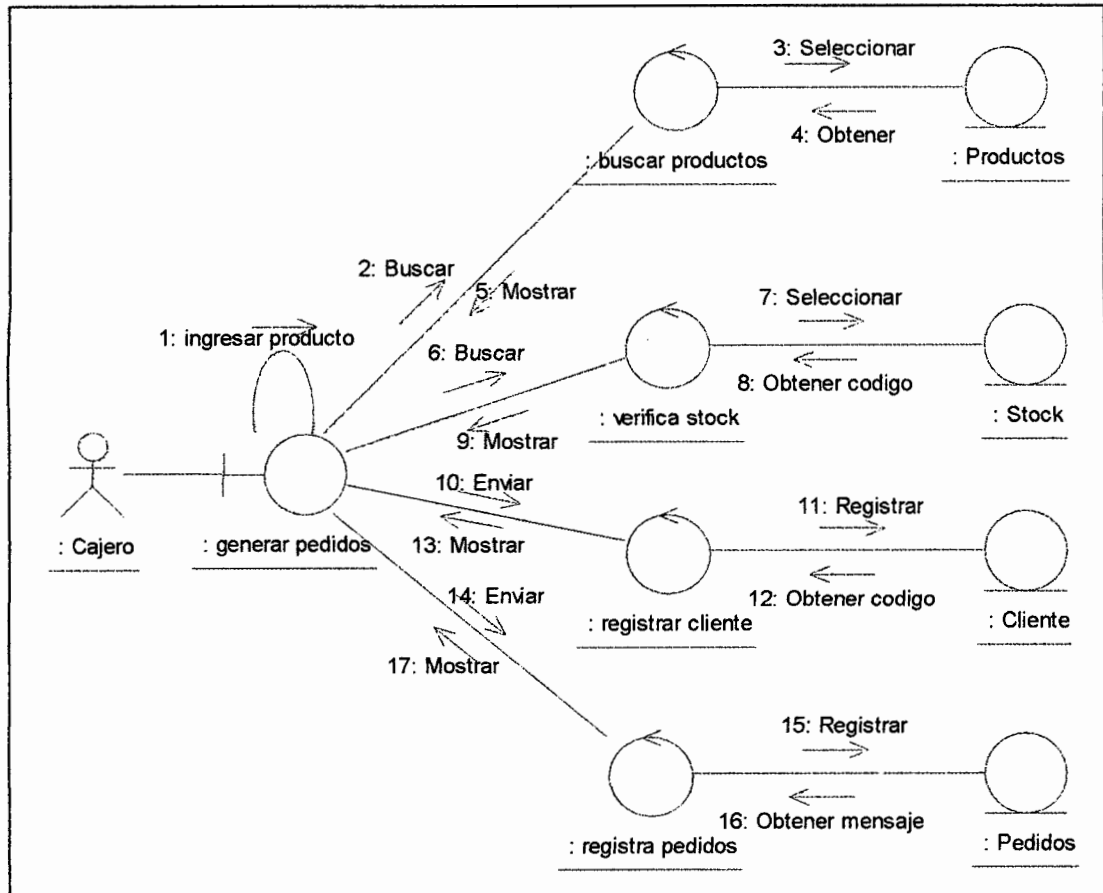 3: Seleccionar
4: Obtener
: buscar productos
: Productos
2: Buscar
5: Mostrar
7: Seleccionar
1: ingresar producto
6: Buscar
8: Obtener codigo
: verifica stock
: Stock
9: Mostrar
10: Enviar
11: Registrar
: Cajero
: generar pedidos
13: Mostrar
12: Obtener codigo
14: Enviar
: registrar cliente
: Cliente
17: Mostrar
15: Registrar
16: Obtener mensaje
: registra pedidos
: Pedidos